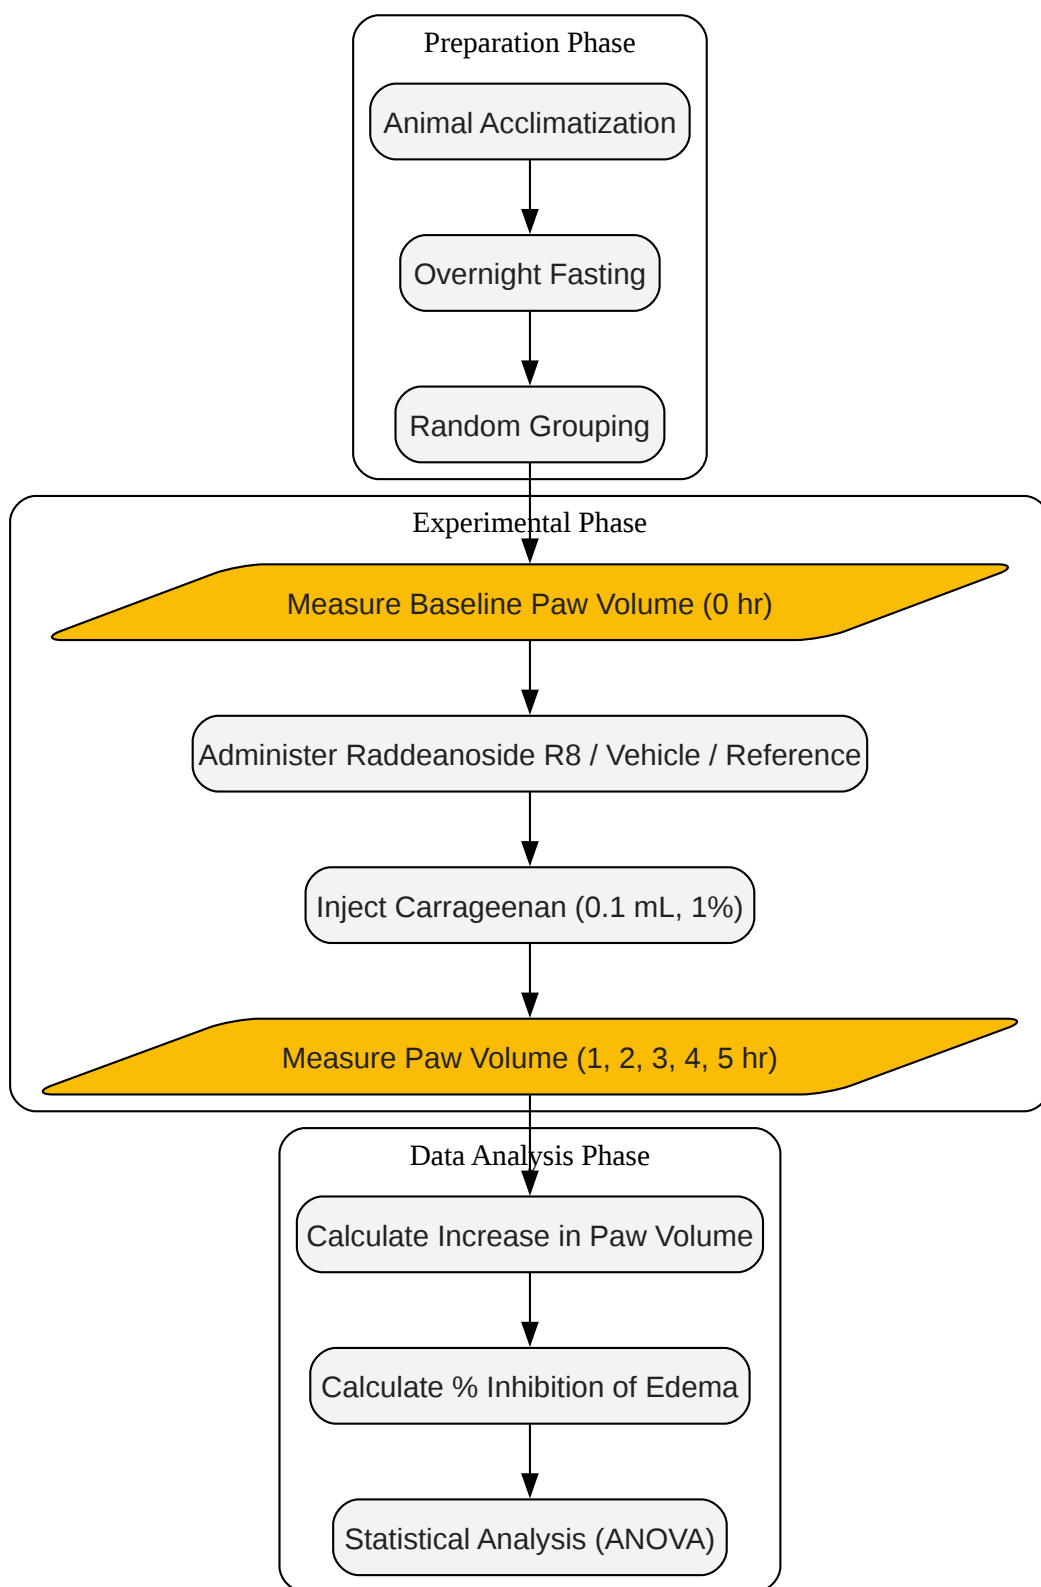 Preparation Phase
Animal Acclimatization
Overnight Fasting
Random Grouping
Experimental Phase
Measure Baseline Paw Volume (0 hr)
Administer Raddeanoside R8 / Vehicle / Reference
Inject Carrageenan (0.1 mL, 1%)
Measure Paw Volume (1, 2, 3, 4, 5 hr)
Data Analysis Phase
Calculate Increase in Paw Volume
Calculate % Inhibition of Edema
Statistical Analysis (ANOVA)